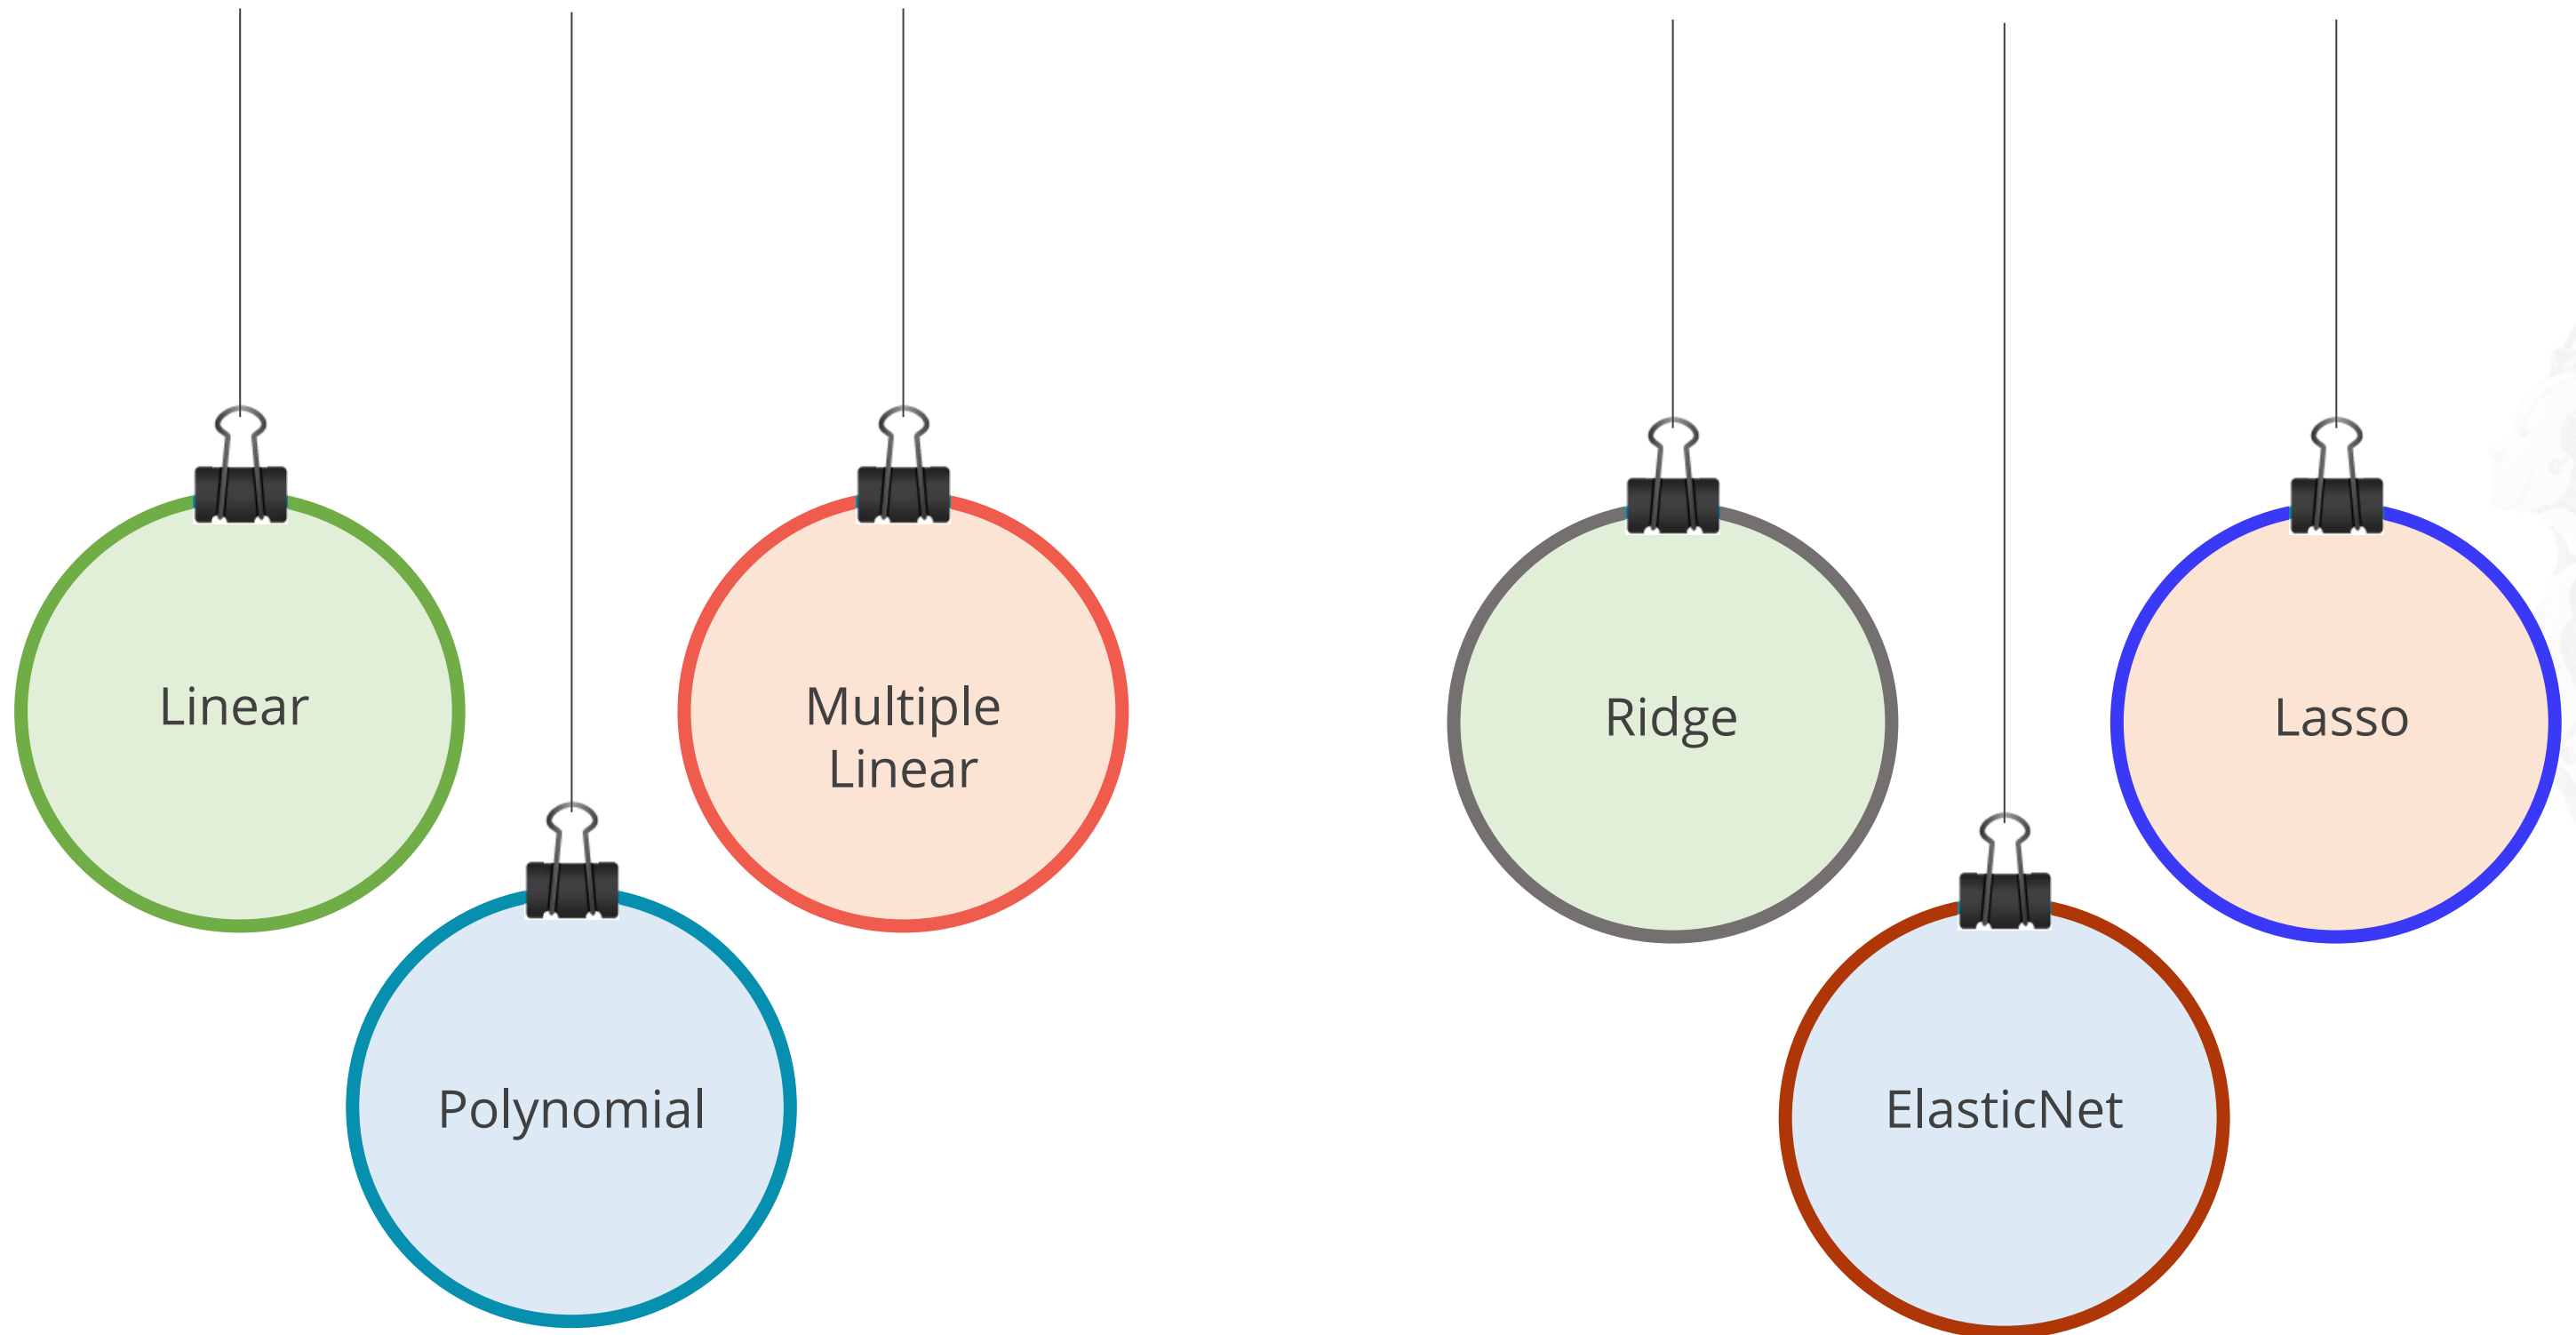 Linear
Multiple
Linear
Polynomial
Ridge
Lasso
ElasticNet